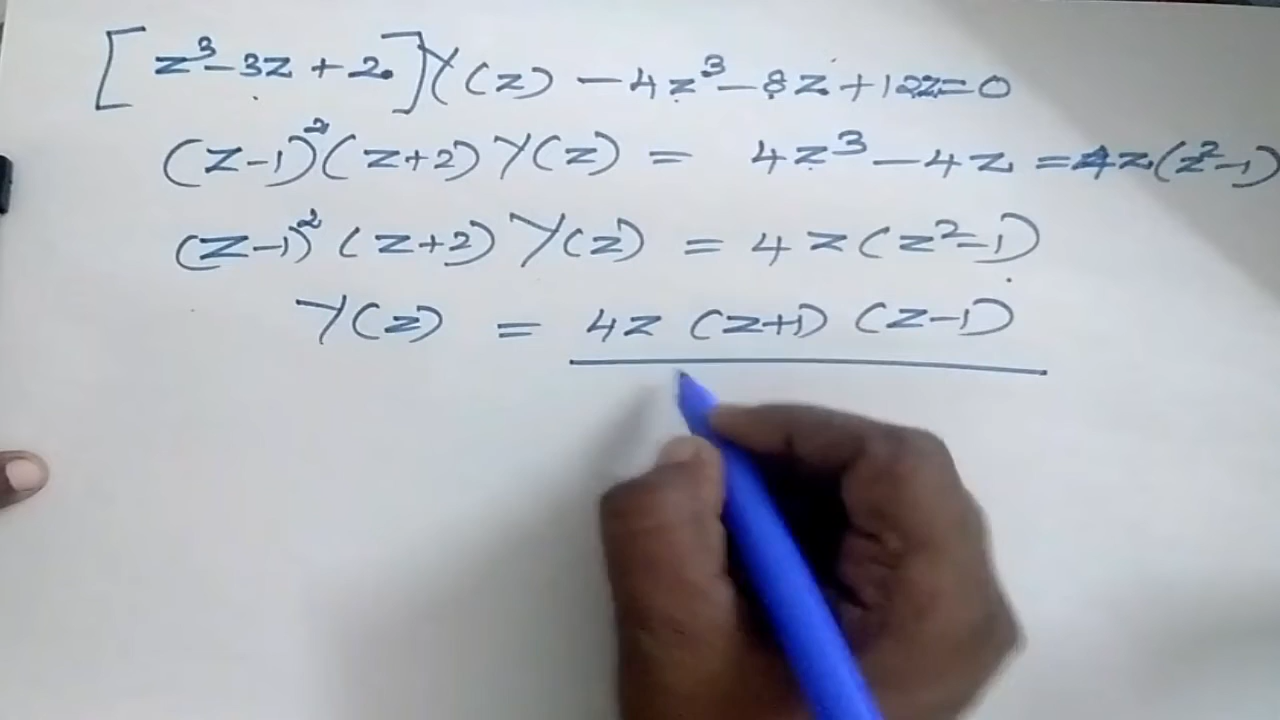 [z³-3z+2]Y(z) - 4z³ - 8z + 12z = 0
(z-1)²(z+2) Y(z) = 4z³ - 4z = 4z(z²-1)
(z-1)² (z+2) Y(z) = 4z(z²-1)
Y(z) = 4z (z+1) (z-1)